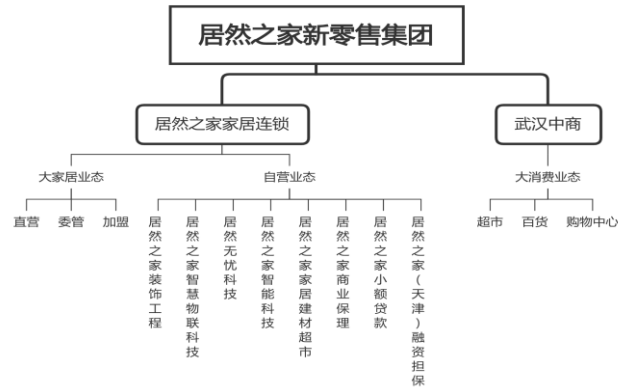 居然之家新零售集团
居然之家家居连锁
武汉中商
大家居业态
自营业态
大消费业态
直营
委管
加盟
居然之家装饰工程
居然之家智慧物联科技
居然无忧科技
居然之家智能科技
居然之家家居建材超市
居然之家商业保理
居然之家小额贷款
居然之家(天津)融资担保
超市
百货
购物中心